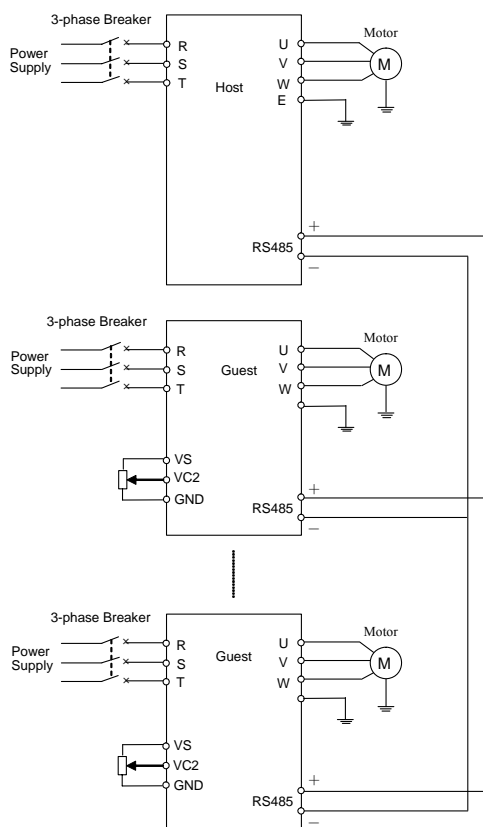 3-phase Breaker
Power
Supply
R
S
T
Host
U
V
W
E
Motor
M
RS485
+
−
3-phase Breaker
Power
Supply
R
S
T
Guest
U
V
W
Motor
M
VS
VC2
GND
RS485
+
−
3-phase Breaker
Power
Supply
R
S
T
Guest
U
V
W
Motor
M
VS
VC2
GND
RS485
+
−